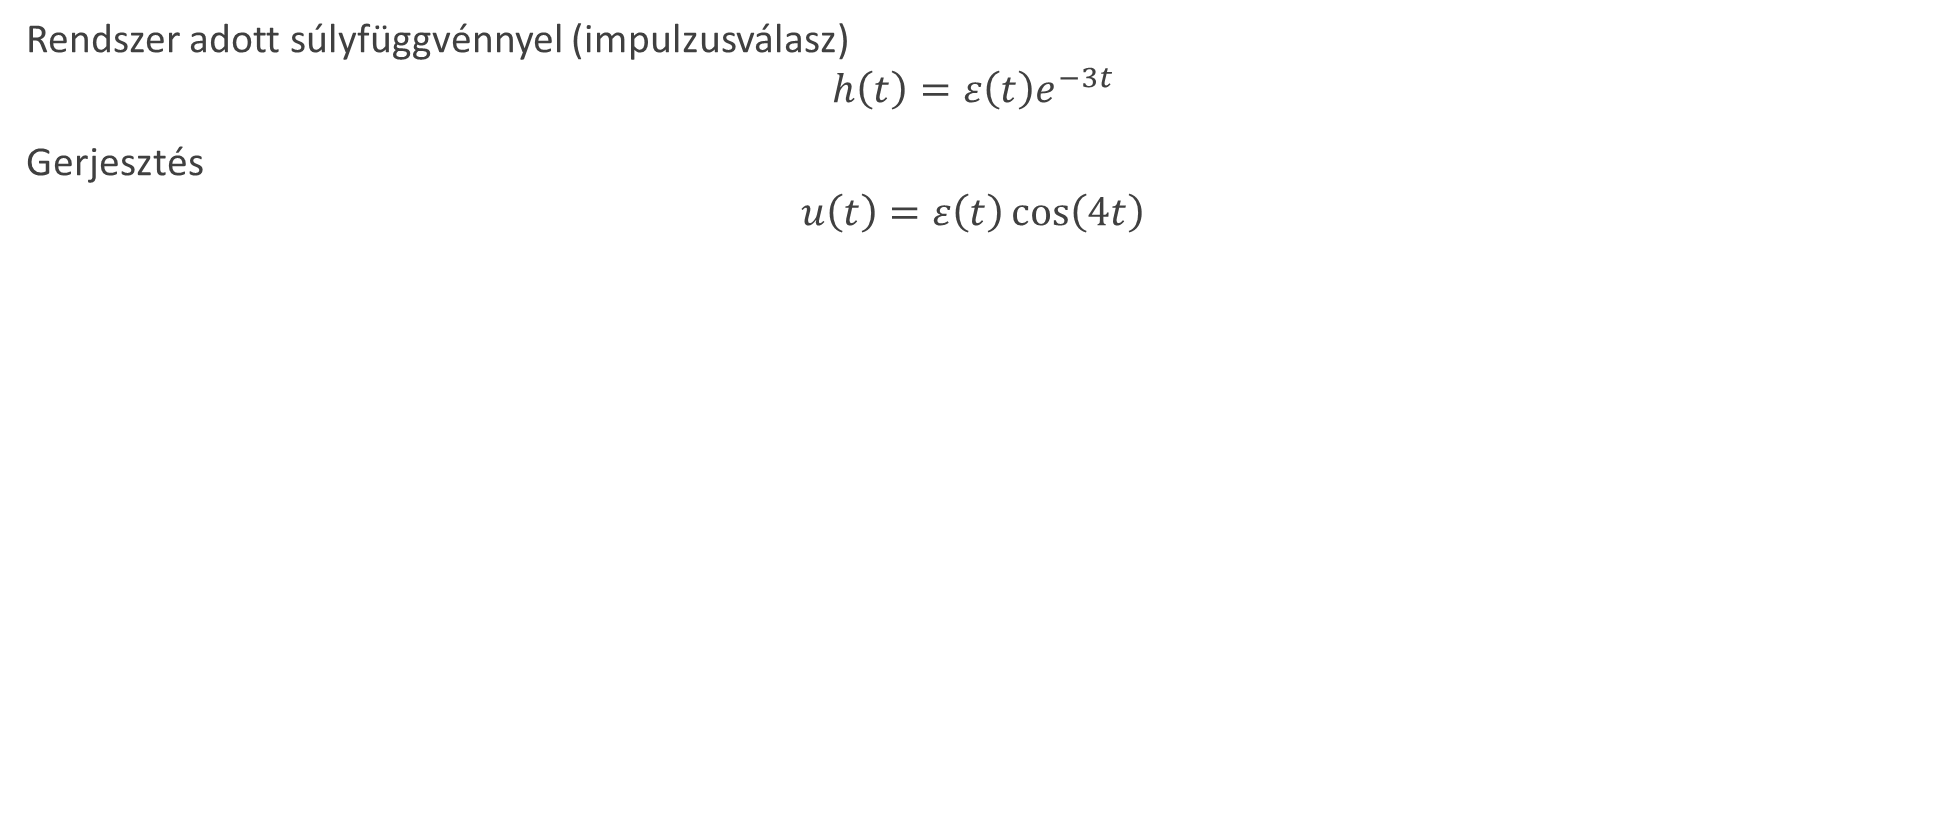 Rendszer adott súlyfüggvénnyel (impulzusválasz)
h(t) = ε(t)e^{−3t}
Gerjesztés
u(t) = ε(t) cos(4t)